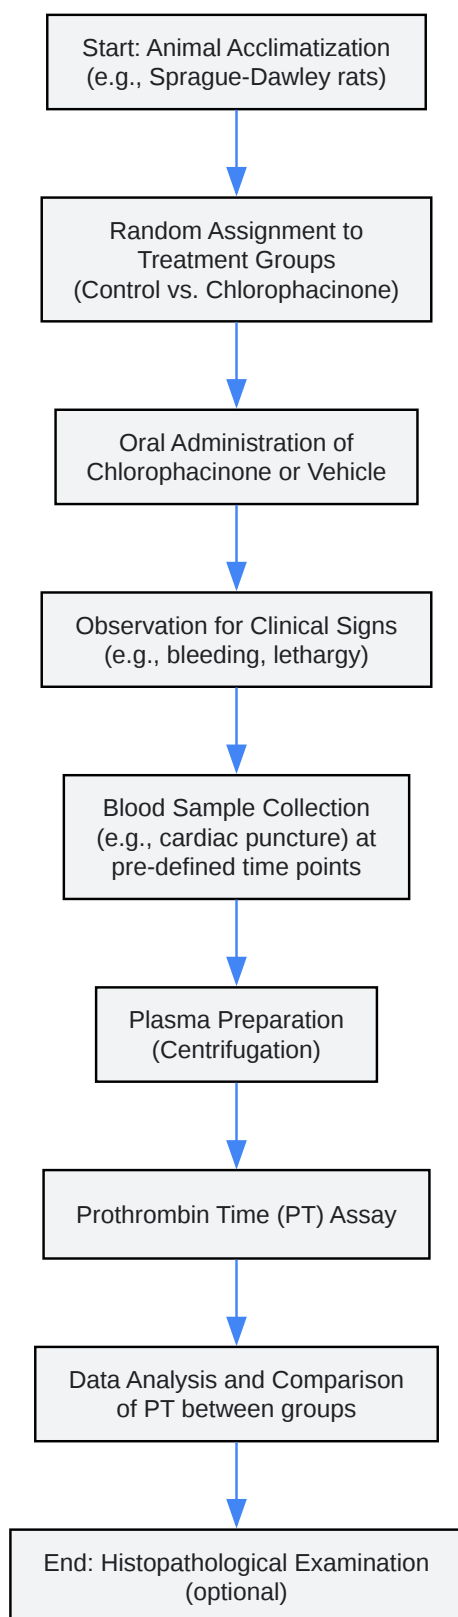 Start: Animal Acclimatization
(e.g., Sprague-Dawley rats)
Random Assignment to
Treatment Groups
(Control vs. Chlorophacinone)
Oral Administration of
Chlorophacinone or Vehicle
Observation for Clinical Signs
(e.g., bleeding, lethargy)
Blood Sample Collection
(e.g., cardiac puncture) at
pre-defined time points
Plasma Preparation
(Centrifugation)
Prothrombin Time (PT) Assay
Data Analysis and Comparison
of PT between groups
End: Histopathological Examination
(optional)